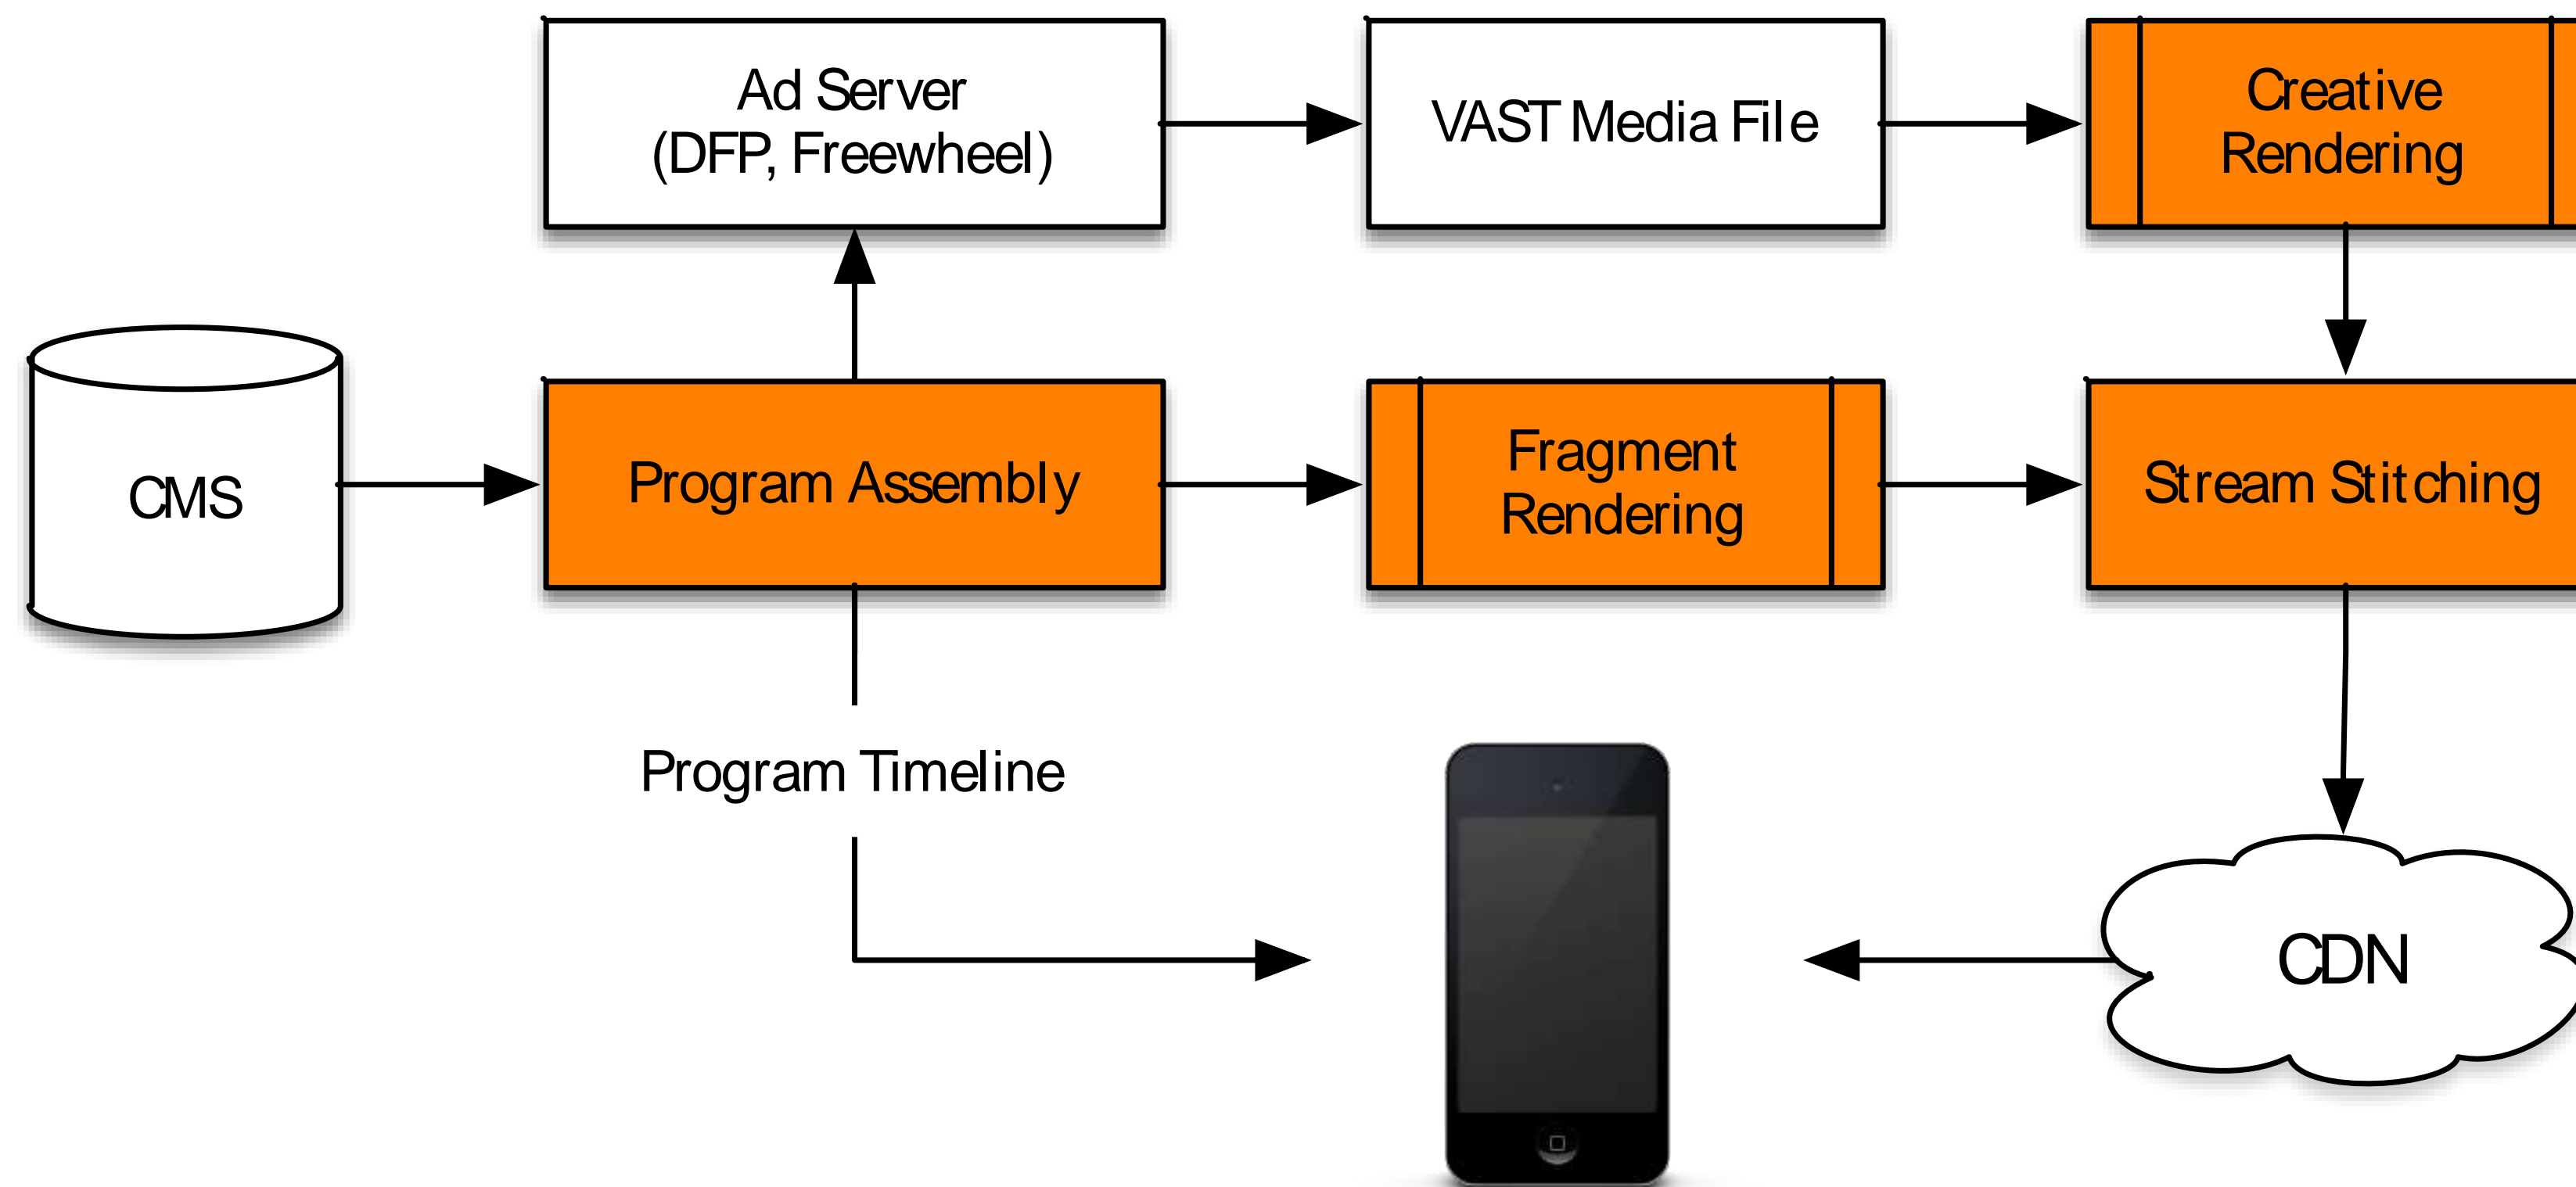 Ad Server
(DFP, Freewheel)
VAST Media File
Creative
Rendering
CMS
Program Assembly
Fragment
Rendering
Stream Stitching
Program Timeline
CDN